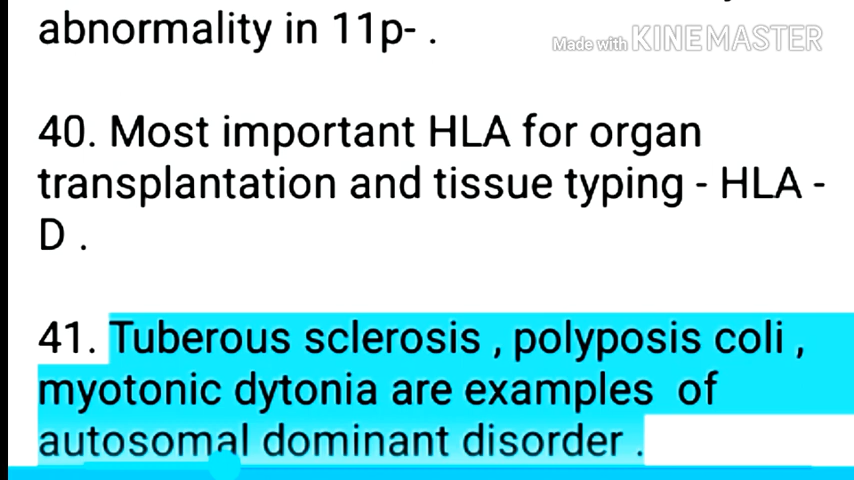 abnormality in 11p- .
Made with KINEMASTER
40. Most important HLA for organ
transplantation and tissue typing - HLA -
D .
41. Tuberous sclerosis , polyposis coli ,
myotonic dytonia are examples of
autosomal dominant disorder .